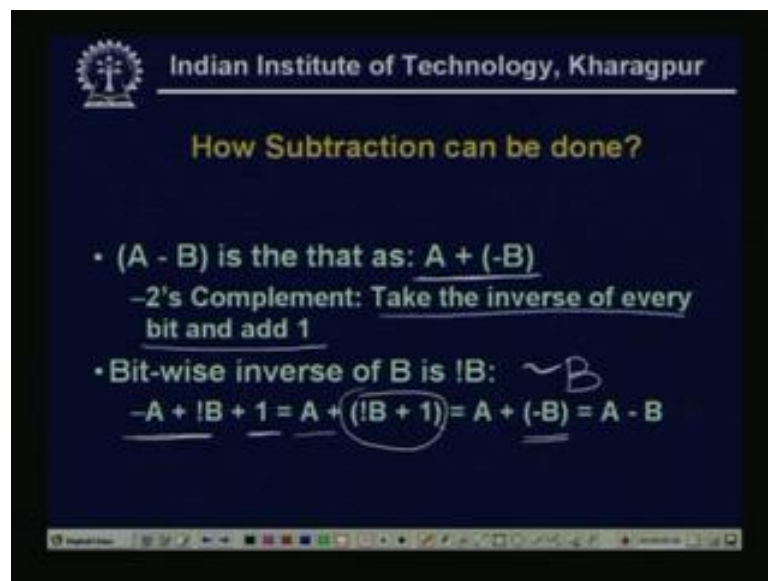 Indian Institute of Technology, Kharagpur
How Subtraction can be done?
• (A - B) is the that as: A + (-B)
–2's Complement: Take the inverse of every
bit and add 1
• Bit-wise inverse of B is !B: ~B
–A + !B + 1 = A + (!B + 1) = A + (-B) = A - B